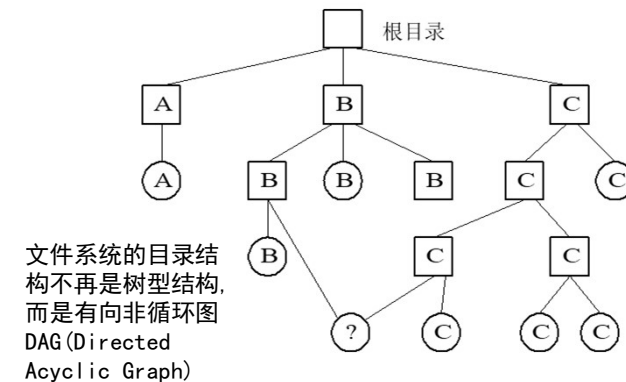 根目录
A B C
A B B B C C
文件系统的目录结
构不再是树型结构,
而是有向非循环图
DAG(Directed
Acyclic Graph)
B C C
? C C C